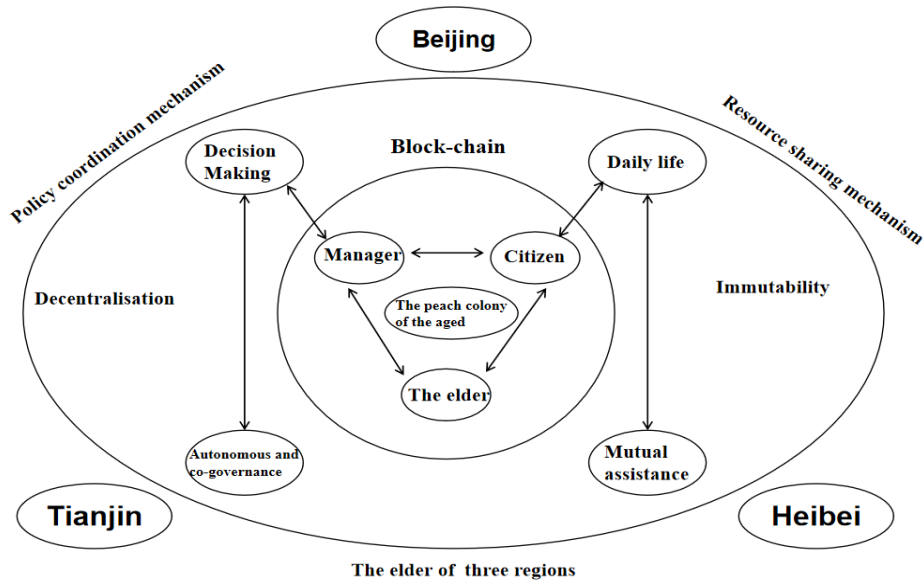 Beijing
Policy coordination mechanism
Resource sharing mechanism
Decision
Making
Block-chain
Daily life
Manager
Citizen
Decentralisation
The peach colony
of the aged
Immutability
The elder
Autonomous and
co-governance
Mutual
assistance
Tianjin
Heibei
The elder of three regions